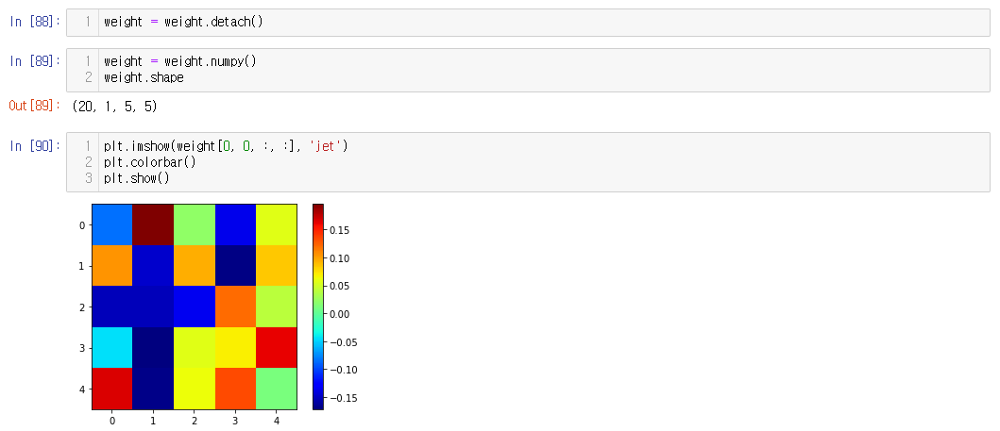 In [88]:
1 weight = weight.detach()
In [89]:
1 weight = weight.numpy()
2 weight.shape
Out[89]: (20, 1, 5, 5)
In [90]:
1 plt.imshow(weight[0, 0, :, :], 'jet')
2 plt.colorbar()
3 plt.show()
0
1
2
3
4
0 1 2 3 4
0.15
0.10
0.05
0.00
−0.05
−0.10
−0.15